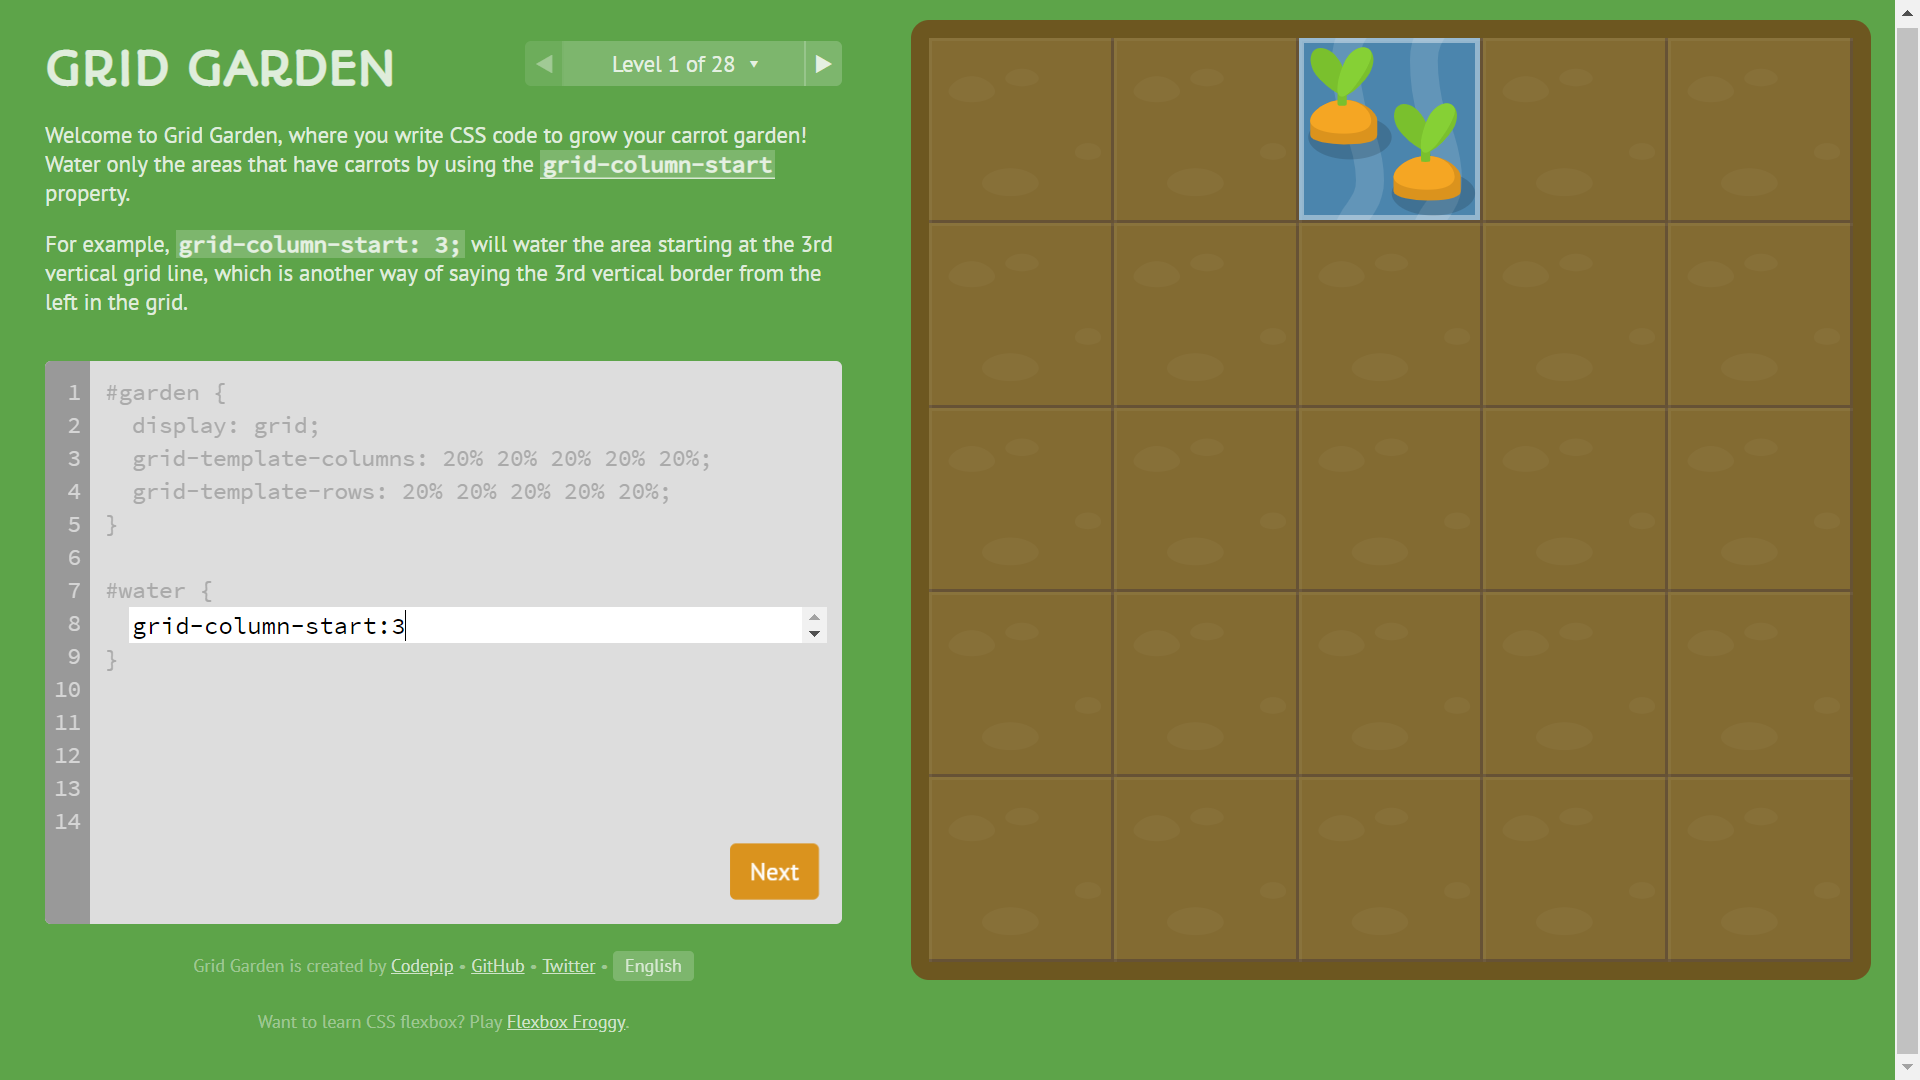 GRID GARDEN
◀ Level 1 of 28 ▼ ▶
Welcome to Grid Garden, where you write CSS code to grow your carrot garden!
Water only the areas that have carrots by using the grid-column-start
property.
For example, grid-column-start: 3; will water the area starting at the 3rd
vertical grid line, which is another way of saying the 3rd vertical border from the
left in the grid.
1 #garden {
2 display: grid;
3 grid-template-columns: 20% 20% 20% 20% 20%;
4 grid-template-rows: 20% 20% 20% 20% 20%;
5 }
6
7 #water {
8 grid-column-start:3
9 }
10
11
12
13
14
Next
Grid Garden is created by Codepip • GitHub • Twitter • English
Want to learn CSS flexbox? Play Flexbox Froggy.